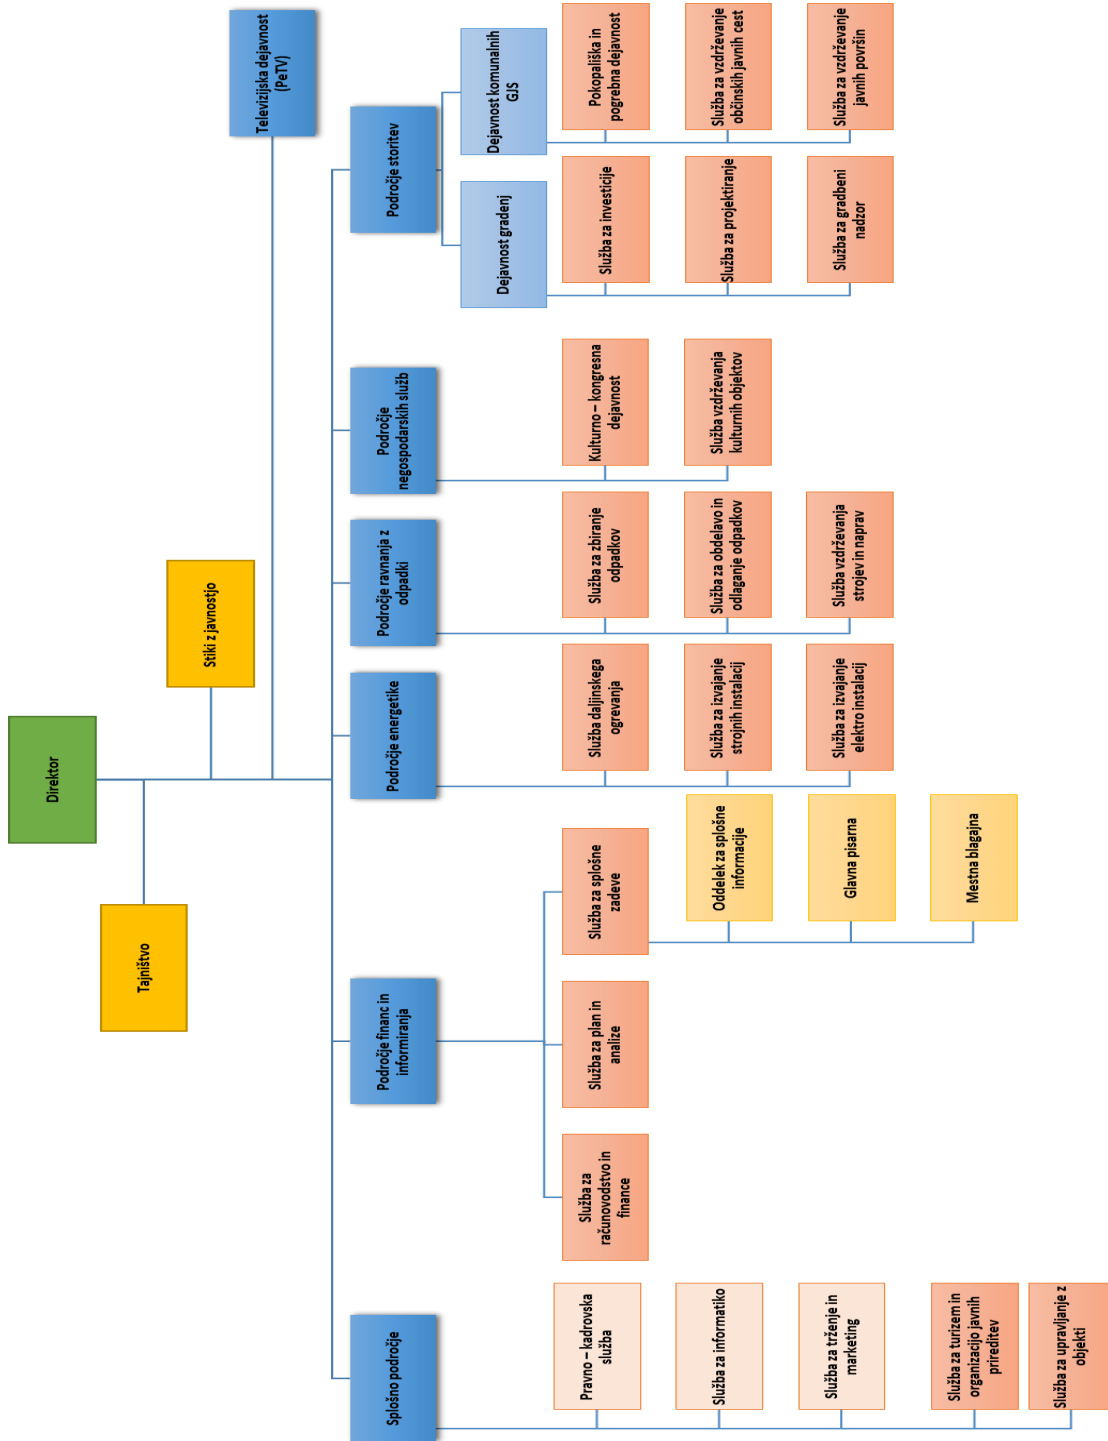 Direktor
Tajništvo
Stiki z javnostjo
Televizijska dejavnost
(PeTV)
Splošno področje
Področje financ in
informiranja
Področje energetike
Področje ravnanja z
odpadki
Področje
negospodarskih služb
Področje storitev
Dejavnost gradenj
Dejavnost komunalnih
GJS
Pravno – kadrovska
služba
Služba za informatiko
Služba za trženje in
marketing
Služba za turizem in
organizacijo javnih
prireditev
Služba za upravljanje z
objekti
Služba za
računovodstvo in
finance
Služba za plan in
analize
Služba za splošne
zadeve
Oddelek za splošne
informacije
Glavna pisarna
Mestna blagajna
Služba daljinskega
ogrevanja
Služba za izvajanje
strojnih instalacij
Služba za izvajanje
elektro instalacij
Služba za zbiranje
odpadkov
Služba za obdelavo in
odlaganje odpadkov
Služba vzdrževanja
strojev in naprav
Kulturno – kongresna
dejavnost
Služba vzdrževanja
kulturnih objektov
Služba za investicije
Služba za projektiranje
Služba za gradbeni
nadzor
Pokopališka in
pogrebna dejavnost
Služba za vzdrževanje
občinskih javnih cest
Služba za vzdrževanje
javnih površin